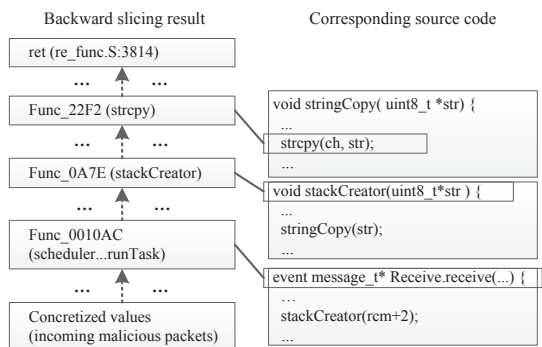 Backward slicing result
Corresponding source code
ret (re_func.S:3814)
... ...
Func_22F2 (strcpy)
... ...
Func_0A7E (stackCreator)
... ...
Func_0010AC
(scheduler...runTask)
... ...
Concretized values
(incoming malicious packets)
void stringCopy( uint8_t *str) {
...
strcpy(ch, str);
...
void stackCreator(uint8_t*str ) {
...
stringCopy(str);
...
event message_t* Receive.receive(...) {
...
stackCreator(rcm+2);
...